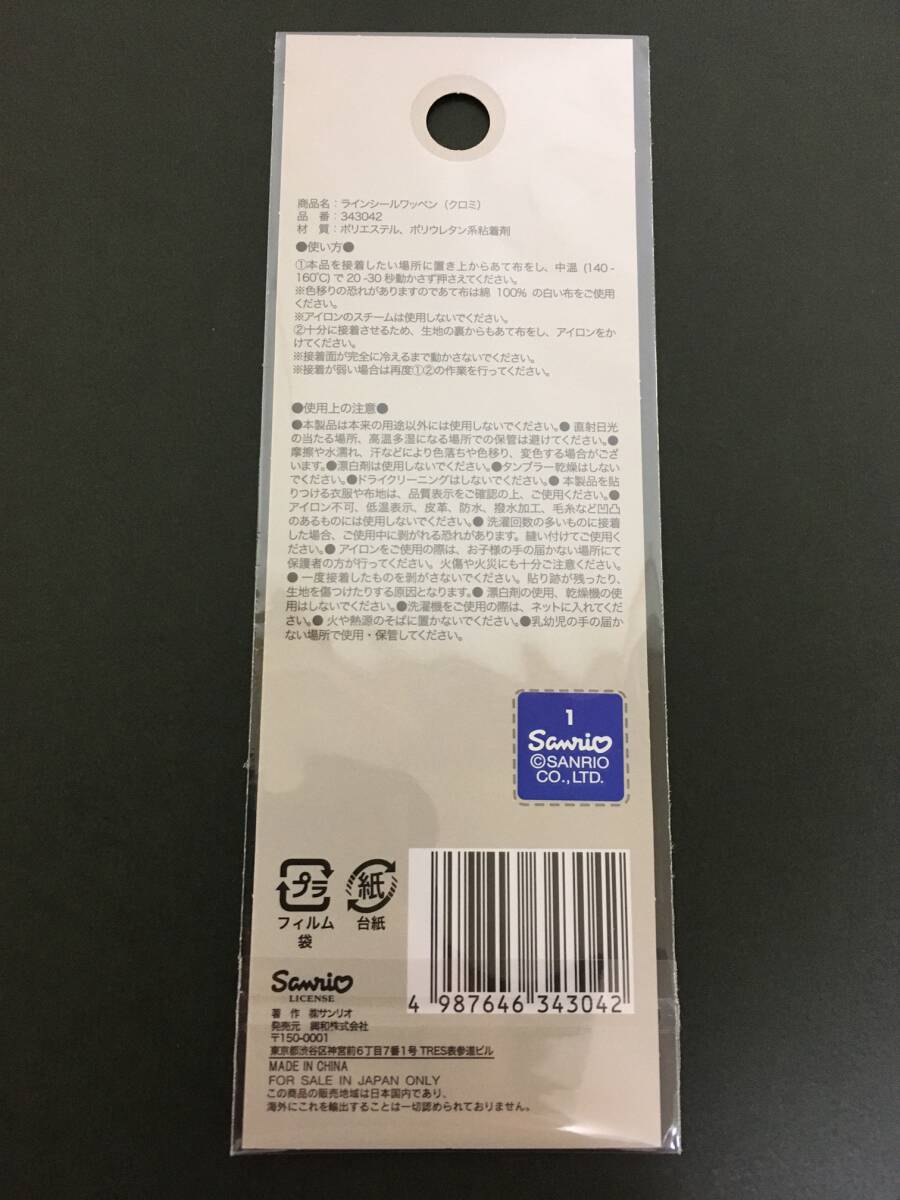 商品名：ラインシールワッペン（クロミ）
品　番：343042
材　質：ポリエステル、ポリウレタン系粘着剤
●使い方●
①本品を接着したい場所に置き上からあて布をし、中温 (140 -
160℃) で 20 -30 秒動かさず押さえてください。
※色移りの恐れがありますのであて布は綿 100% の白い布をご使用
ください。
※アイロンのスチームは使用しないでください。
②十分に接着させるため、生地の裏からもあて布をし、アイロンをか
けてください。
※接着面が完全に冷えるまで動かさないでください。
※接着が弱い場合は再度①②の作業を行ってください。
●使用上の注意●
●本製品は本来の用途以外には使用しないでください。● 直射日光
の当たる場所、高温多湿になる場所での保管は避けてください。●
摩擦や水濡れ、汗などにより色落ちや色移り、変色する場合がござ
います。●漂白剤は使用しないでください。●タンブラー乾燥はしない
でください。●ドライクリーニングはしないでください。● 本製品を貼
りつける衣服や布地は、品質表示をご確認の上、ご使用ください。●
アイロン不可、低温表示、皮革、防水、撥水加工、毛糸など凹凸
のあるものには使用しないでください。● 洗濯回数の多いものに接着
した場合、ご使用中に剥がれる恐れがあります。縫い付けてご使用く
ださい。● アイロンをご使用の際は、お子様の手の届かない場所にて
保護者の方が行ってください。火傷や火災にも十分ご注意ください。
● 一度接着したものを剥がさないでください。貼り跡が残ったり、
生地を傷つけたりする原因となります。● 漂白剤の使用、乾燥機の使
用はしないでください。●洗濯機をご使用の際は、ネットに入れてくだ
さい。● 火や熱源のそばに置かないでください。●乳幼児の手の届か
ない場所で使用・保管してください。
1
Sanrio
©SANRIO
CO.,LTD.
プラ 紙
フィルム 台紙
袋
4 987646 343042
Sanrio
LICENSE
著　作　㈱サンリオ
発売元　興和株式会社
〒150-0001
東京都渋谷区神宮前6丁目7番1号 TRES表参道ビル
MADE IN CHINA
FOR SALE IN JAPAN ONLY
この商品の販売地域は日本国内であり、
海外にこれを輸出することは一切認められておりません。